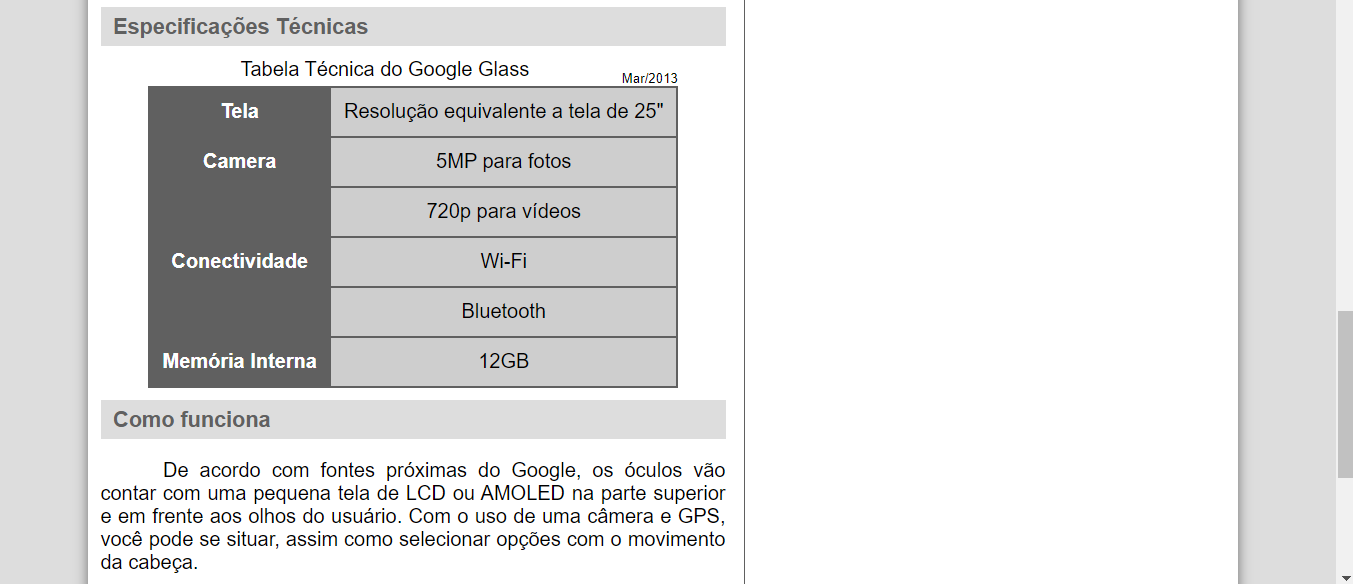 Especificações Técnicas
Tabela Técnica do Google Glass
Mar/2013
Tela Resolução equivalente a tela de 25"
Camera 5MP para fotos
720p para vídeos
Conectividade Wi-Fi
Bluetooth
Memória Interna 12GB
Como funciona
De acordo com fontes próximas do Google, os óculos vão
contar com uma pequena tela de LCD ou AMOLED na parte superior
e em frente aos olhos do usuário. Com o uso de uma câmera e GPS,
você pode se situar, assim como selecionar opções com o movimento
da cabeça.